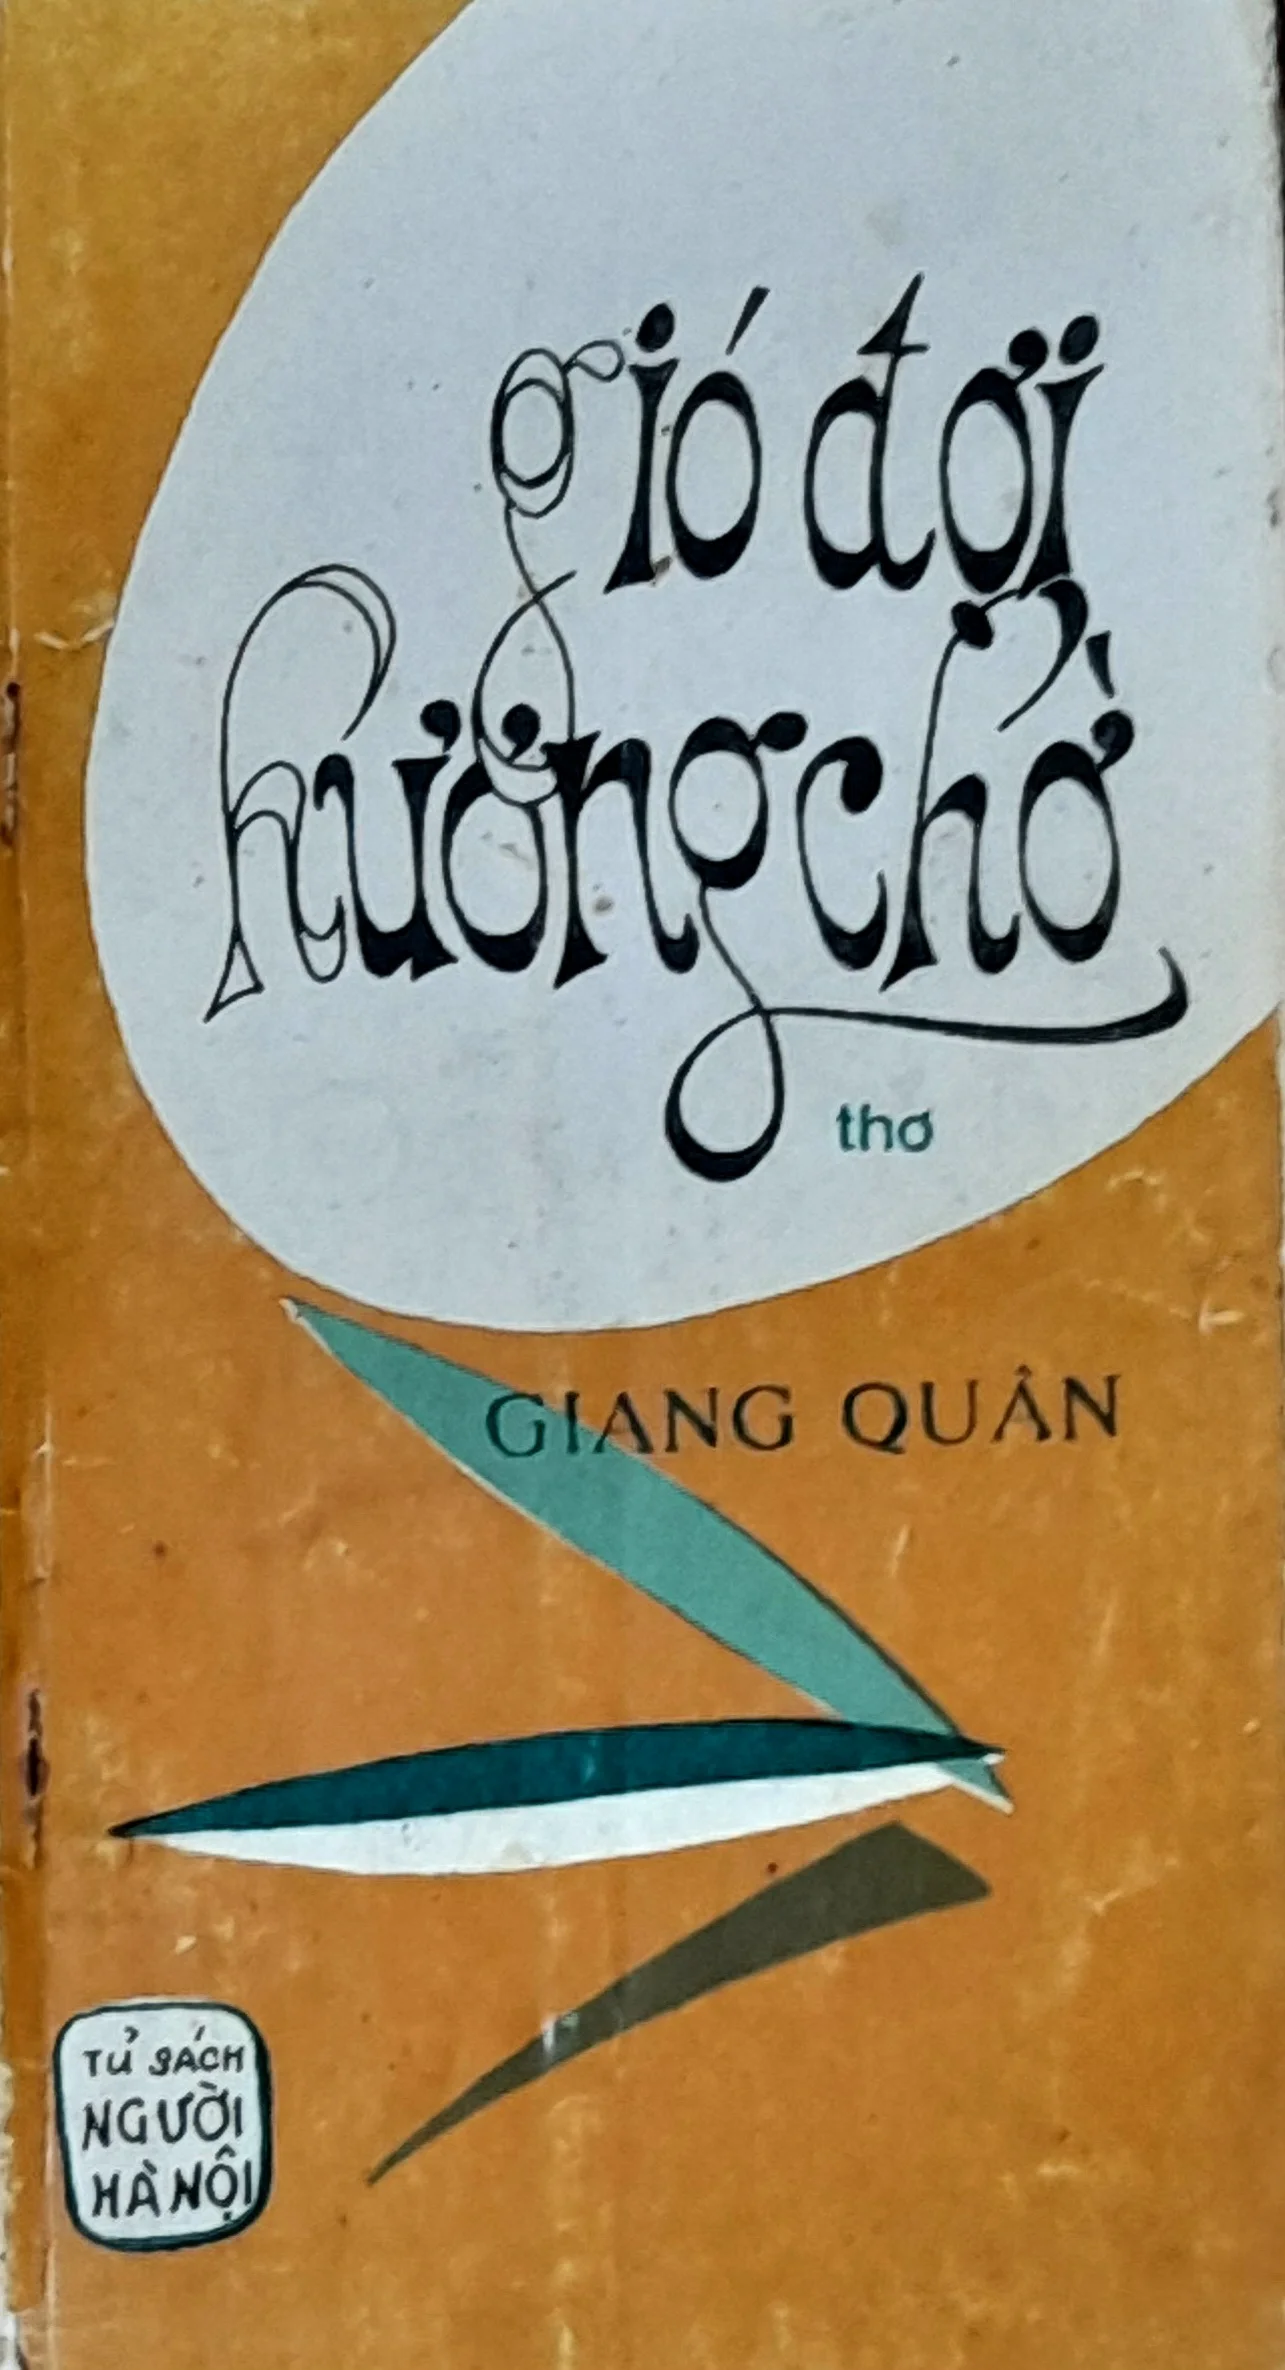 gió đợi
hương chờ
thơ
GIANG QUÂN
TỦ SÁCH
NGƯỜI
HÀ NỘI